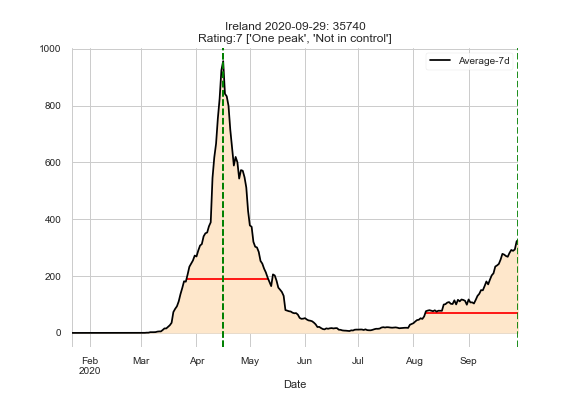 Ireland 2020-09-29: 35740
Rating:7 ['One peak', 'Not in control']
1000
800
600
400
200
0
Average-7d
Feb
2020
Mar
Apr
May
Jun
Jul
Aug
Sep
Date